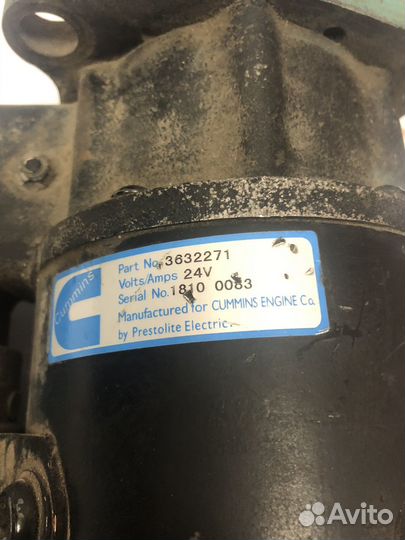 Cummins
Part No. 3632271
Volts/Amps 24V
Serial No. 1810 0083
Manufactured for CUMMINS ENGINE Co.
by Prestolite Electric.
Avito